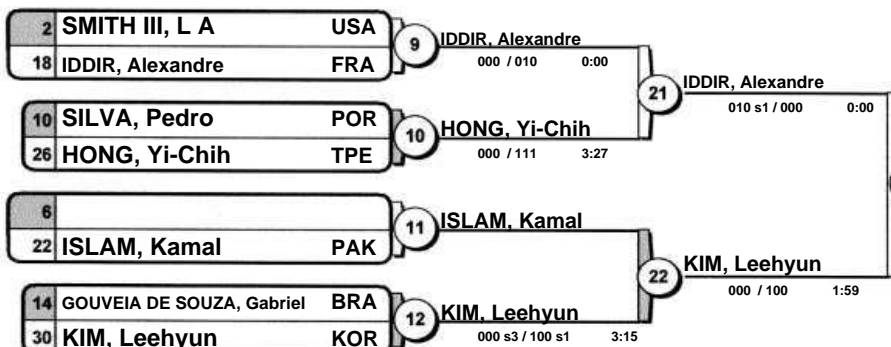 2 SMITH III, L A USA
18 IDDIR, Alexandre FRA
9
IDDIR, Alexandre
000 / 010 0:00
10 SILVA, Pedro POR
26 HONG, Yi-Chih TPE
10
HONG, Yi-Chih
000 / 111 3:27
21
IDDIR, Alexandre
010 s1 / 000 0:00
6
22 ISLAM, Kamal PAK
11
ISLAM, Kamal
14 GOUVEIA DE SOUZA, Gabriel BRA
30 KIM, Leehyun KOR
12
KIM, Leehyun
000 s3 / 100 s1 3:15
22
KIM, Leehyun
000 / 100 1:59